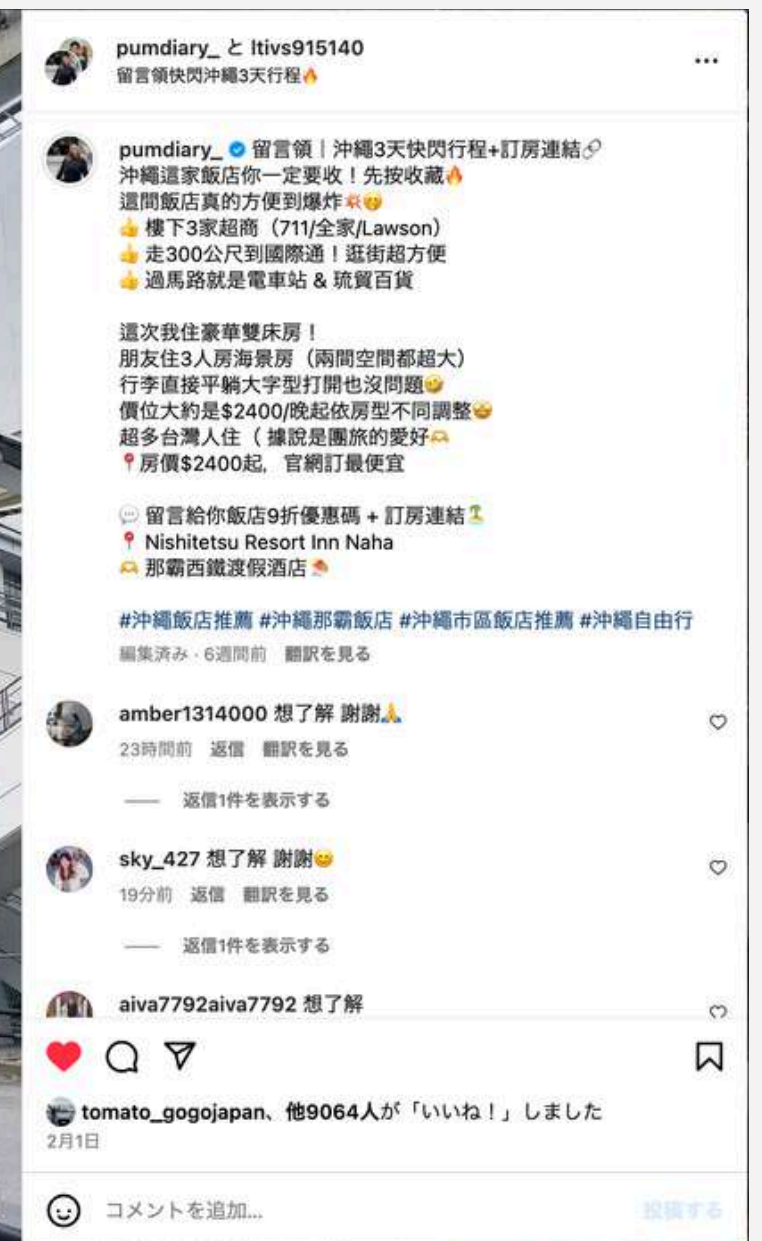 pumdiary_ と ltivs915140
留言領快閃沖繩3天行程🔥
pumdiary_ 留言領｜沖繩3天快閃行程+訂房連結🔗
沖繩這家飯店你一定要收！先按收藏🔥
這間飯店真的方便到爆炸💥🥳
👍 樓下3家超商（711/全家/Lawson）
👍 走300公尺到國際通！逛街超方便
👍 過馬路就是電車站 & 琉貿百貨
這次我住豪華雙床房！
朋友住3人房海景房（兩間空間都超大）
行李直接平躺大字型打開也沒問題🤣
價位大約是$2400/晚起依房型不同調整🤩
超多台灣人住（ 據說是團旅的愛好🫶
📍房價$2400起，官網訂最便宜
💬 留言給你飯店9折優惠碼 + 訂房連結🏝️
📍 Nishitetsu Resort Inn Naha
🫶 那霸西鐵渡假酒店⛱️
#沖繩飯店推薦 #沖繩那霸飯店 #沖繩市區飯店推薦 #沖繩自由行
編集済み・6週間前 翻訳を見る
amber1314000 想了解 謝謝🙏
23時間前 返信 翻訳を見る
返信1件を表示する
sky_427 想了解 謝謝😊
19分前 返信 翻訳を見る
返信1件を表示する
aiva7792aiva7792 想了解
tomato_gogojapan、他9064人が「いいね！」しました
2月1日
コメントを追加...
投稿する